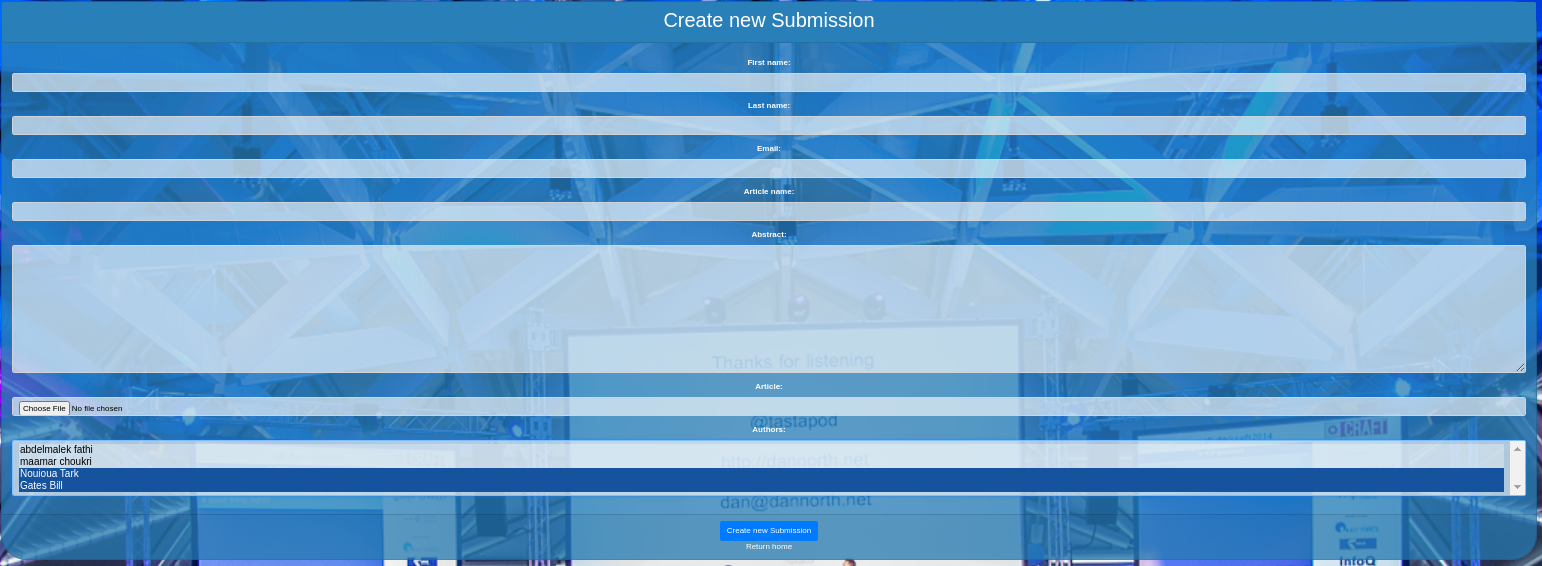 Create new Submission
First name:
Last name:
Email:
Article name:
Abstract:
Thanks for listening
Article:
Choose File No file chosen
@tastapod
Authors:
CRAFT
abdelmalek fathi
maamar choukri
http://dannorth.net
Nouioua Tark
Gates Bill
dan@dannorth.net
Create new Submission
Return home
InfoQ